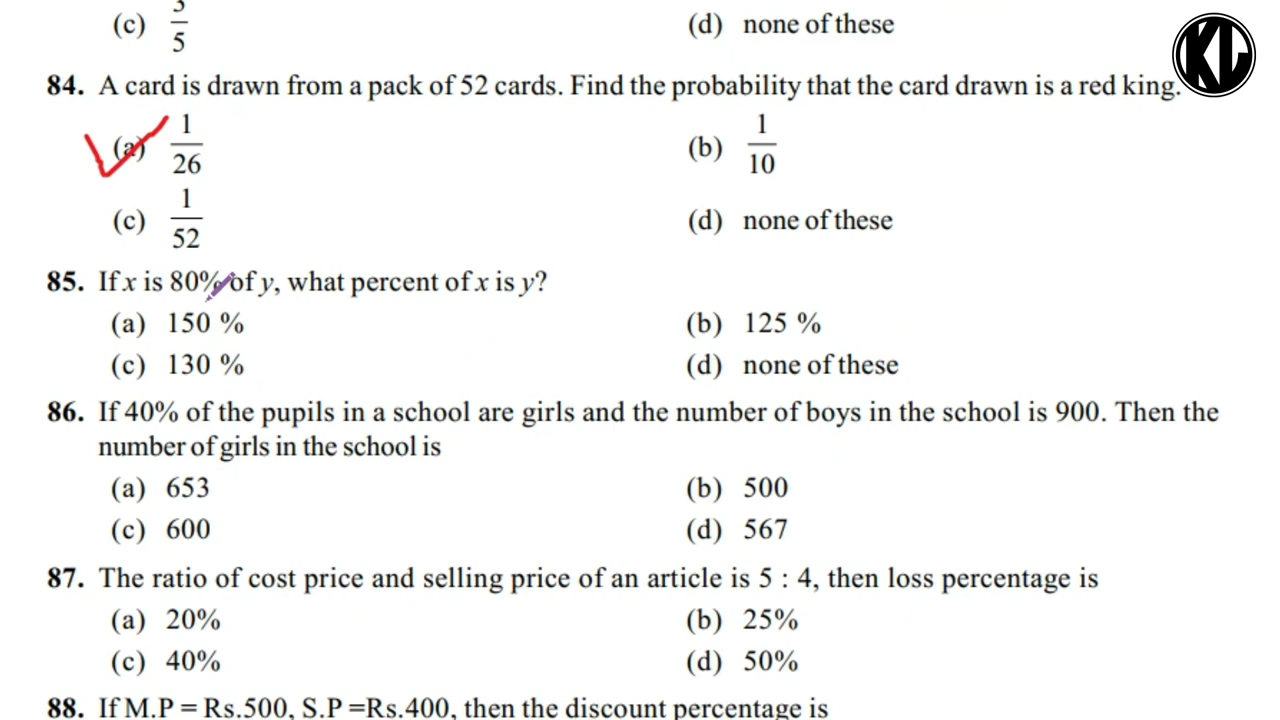 (c) 3/5 (d) none of these
KL
84. A card is drawn from a pack of 52 cards. Find the probability that the card drawn is a red king.
(a) 1/26 (b) 1/10
(c) 1/52 (d) none of these
85. If x is 80% of y, what percent of x is y?
(a) 150 % (b) 125 %
(c) 130 % (d) none of these
86. If 40% of the pupils in a school are girls and the number of boys in the school is 900. Then the
number of girls in the school is
(a) 653 (b) 500
(c) 600 (d) 567
87. The ratio of cost price and selling price of an article is 5 : 4, then loss percentage is
(a) 20% (b) 25%
(c) 40% (d) 50%
88. If M.P = Rs.500, S.P =Rs.400, then the discount percentage is